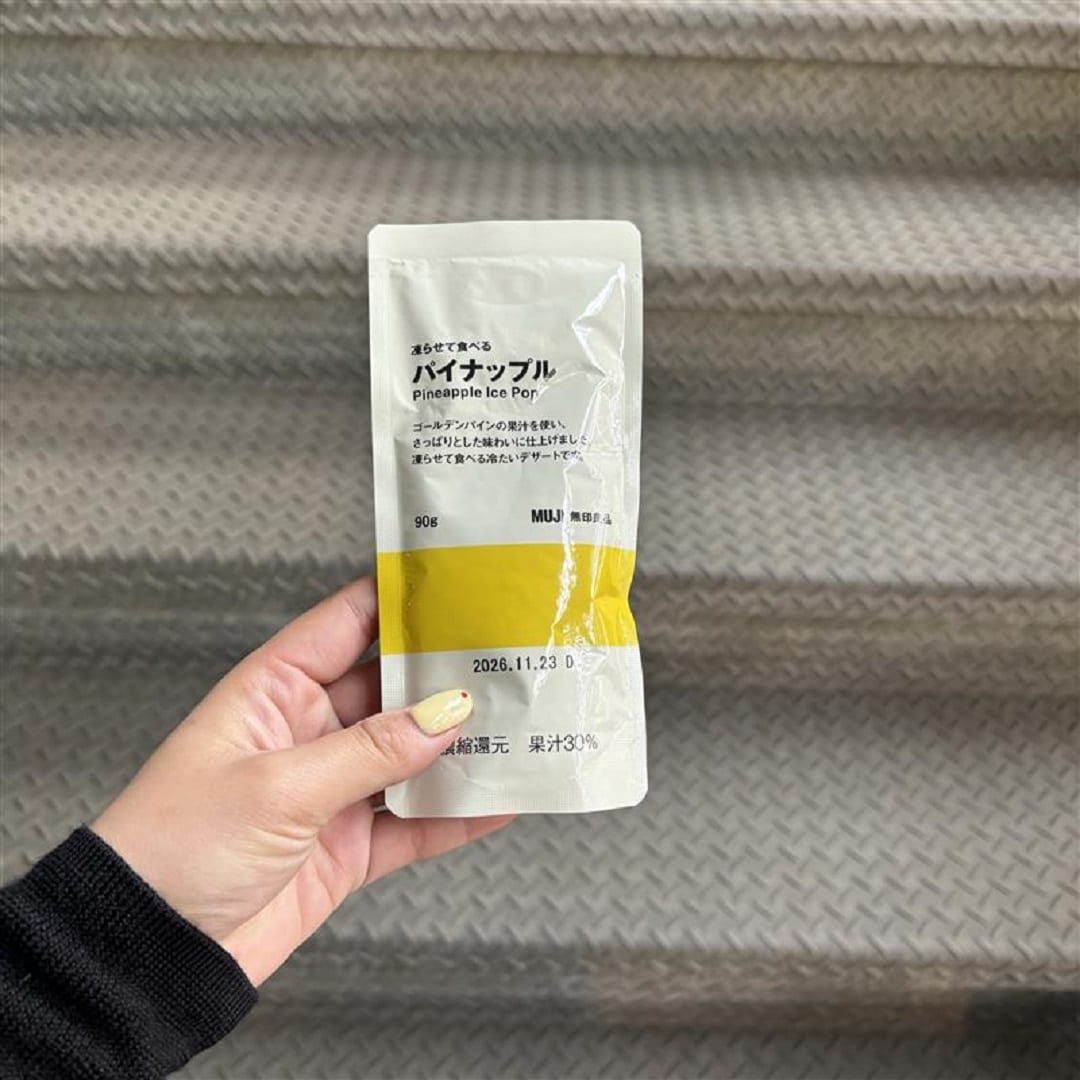 凍らせて食べる
パイナップル
Pineapple Ice Pop
ゴールデンパインの果汁を使い、
さっぱりとした味わいに仕上げました。
凍らせて食べる冷たいデザートです。
90g
MUJI 無印良品
2026.11.23 D
濃縮還元 果汁30%